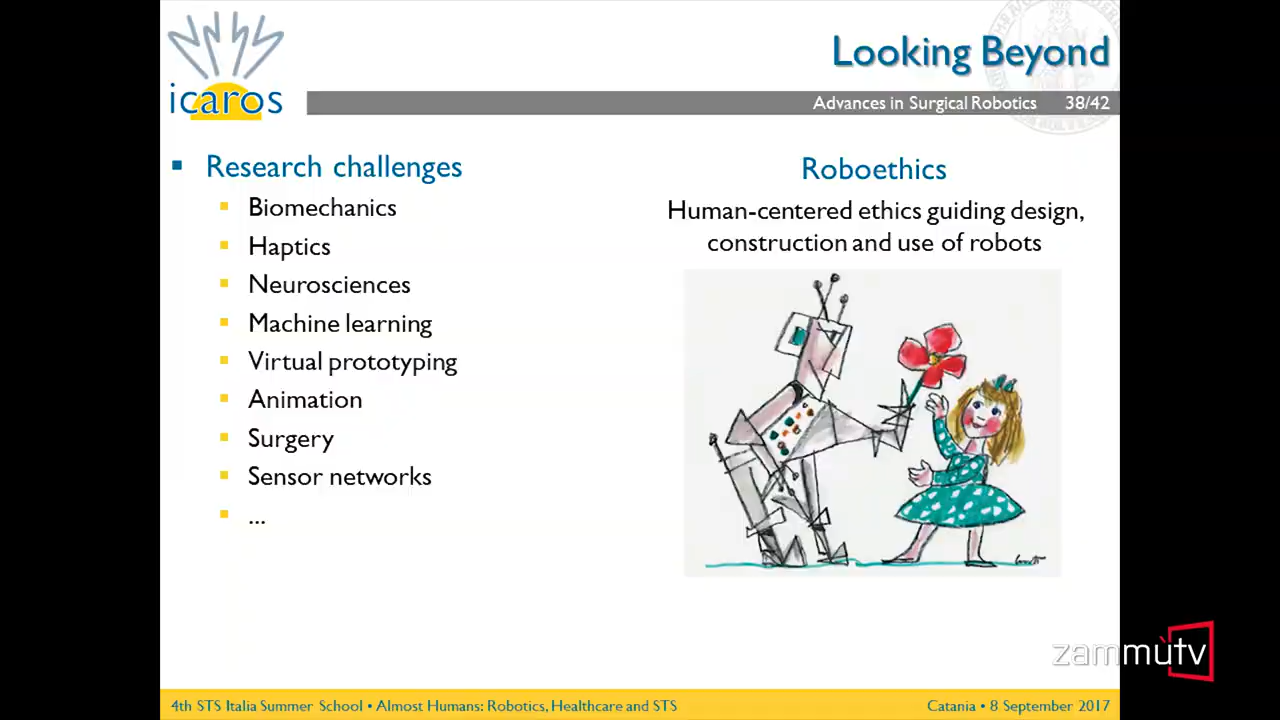 icaros
Looking Beyond
Advances in Surgical Robotics 38/42
Research challenges
Biomechanics
Haptics
Neurosciences
Machine learning
Virtual prototyping
Animation
Surgery
Sensor networks
...
Roboethics
Human-centered ethics guiding design,
construction and use of robots
zammùtv
4th STS Italia Summer School • Almost Humans: Robotics, Healthcare and STS
Catania • 8 September 2017